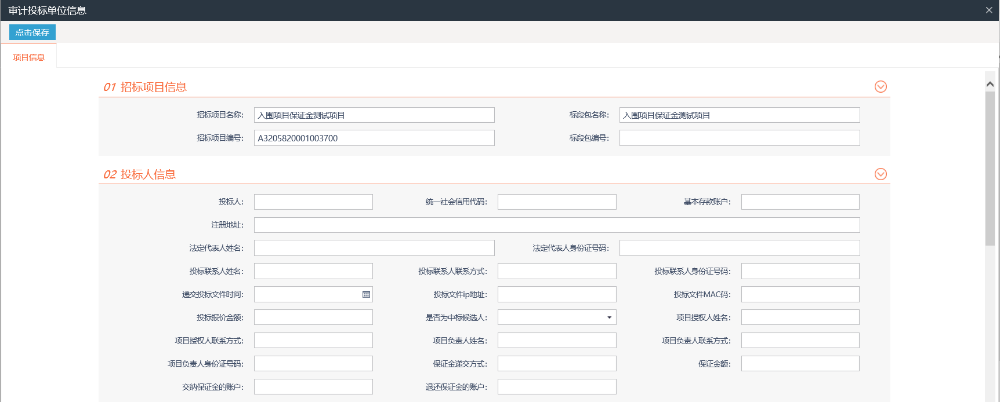 审计投标单位信息
点击保存
项目信息
01 招标项目信息
招标项目名称： 入围项目保证金测试项目 标段包名称： 入围项目保证金测试项目
招标项目编号： A3205820001003700 标段包编号：
02 投标人信息
投标人： 统一社会信用代码： 基本存款账户：
注册地址：
法定代表人姓名： 法定代表人身份证号码：
投标联系人姓名： 投标联系人联系方式： 投标联系人身份证号码：
递交投标文件时间： 投标文件ip地址： 投标文件MAC码：
投标报价金额： 是否为中标候选人： 项目授权人姓名：
项目授权人联系方式： 项目负责人姓名： 项目负责人联系方式：
项目负责人身份证号码： 保证金递交方式： 保证金额：
交纳保证金的账户： 退还保证金的账户：